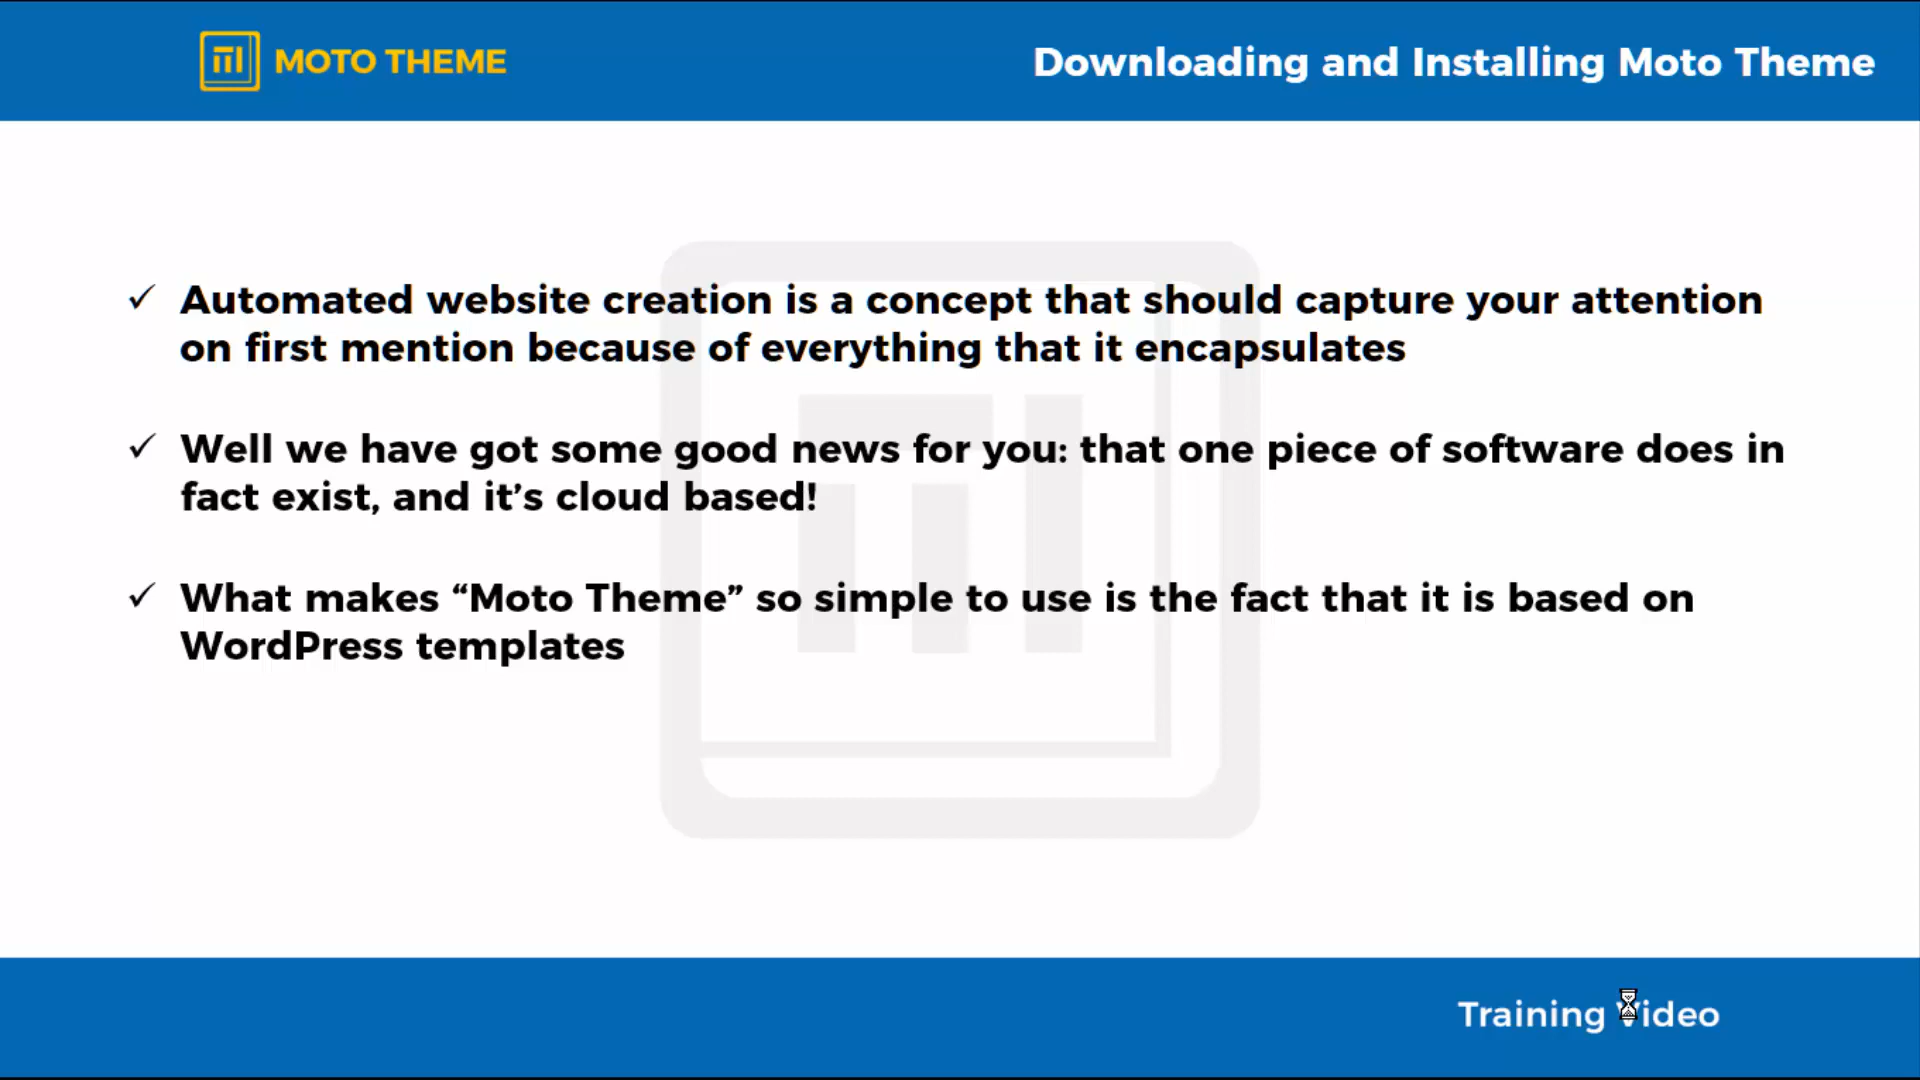 MOTO THEME
Downloading and Installing Moto Theme
✓ Automated website creation is a concept that should capture your attention
on first mention because of everything that it encapsulates
✓ Well we have got some good news for you: that one piece of software does in
fact exist, and it’s cloud based!
✓ What makes “Moto Theme” so simple to use is the fact that it is based on
WordPress templates
Training Video